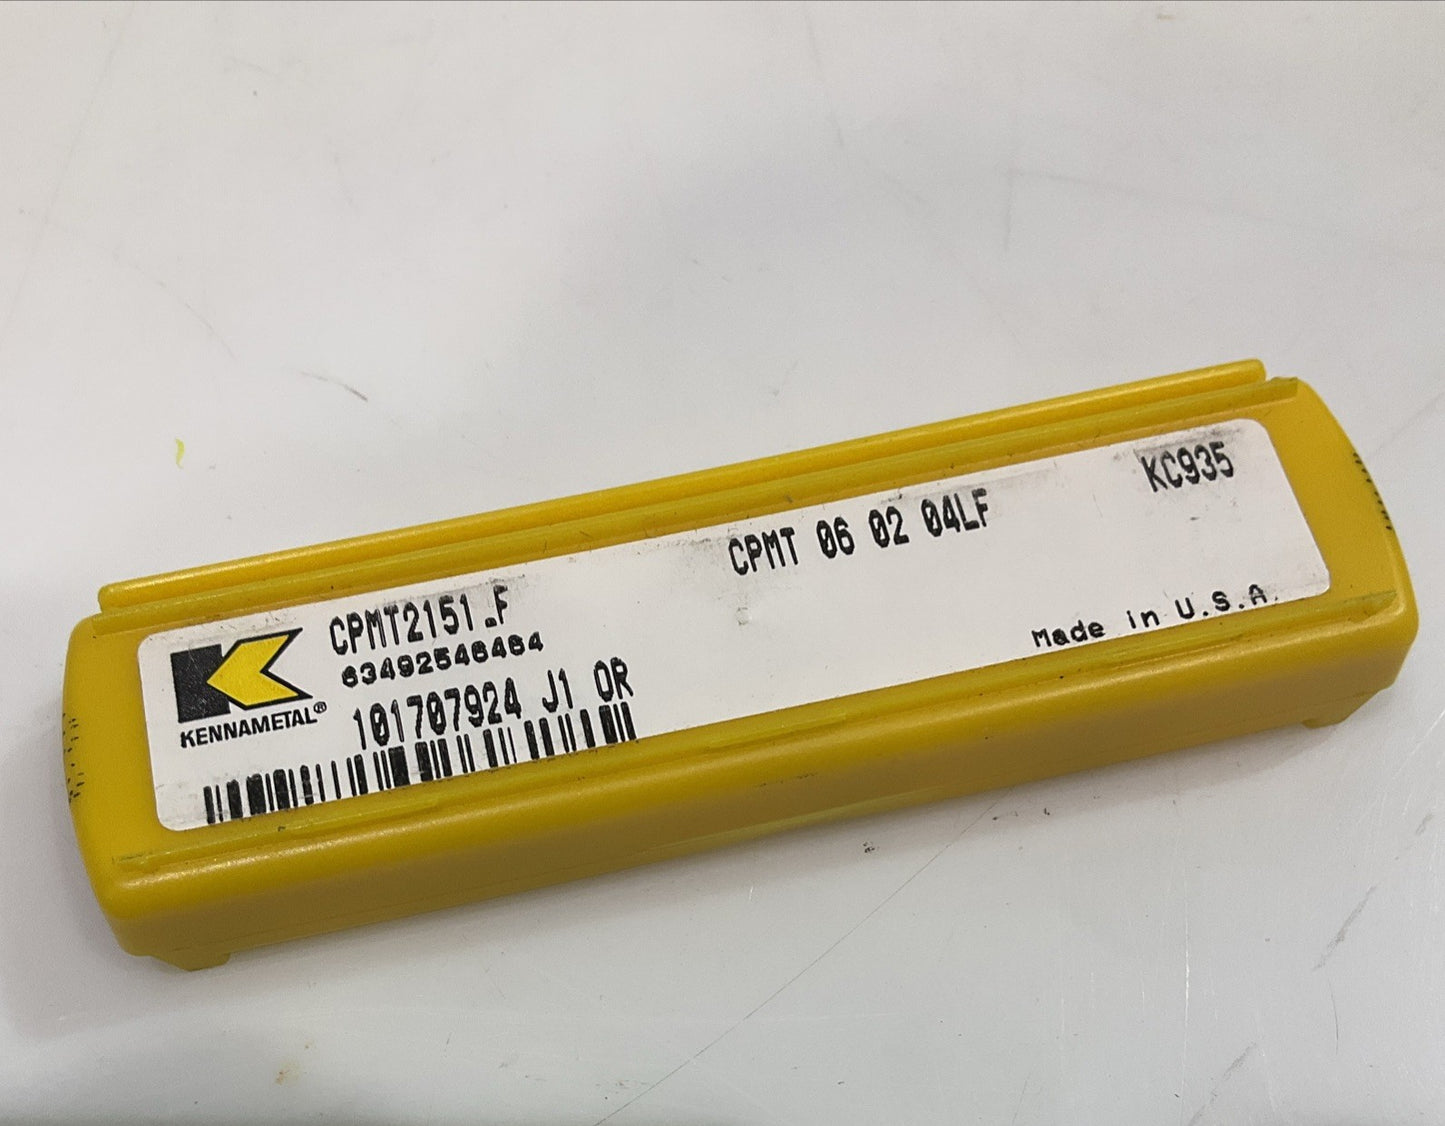 CPMT2151.F
63492546464
101707924 J1 OR
KENNAMETAL®
CPMT 06 02 04LF
KC935
Made in U.S.A.